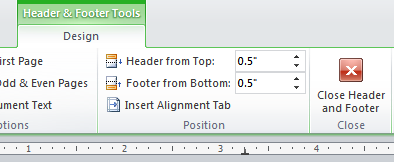 Header & Footer Tools
Design
irst Page
Odd & Even Pages
ument Text
ptions
Header from Top: 0.5"
Footer from Bottom: 0.5"
Insert Alignment Tab
Position
Close Header
and Footer
Close
1 2 3 4